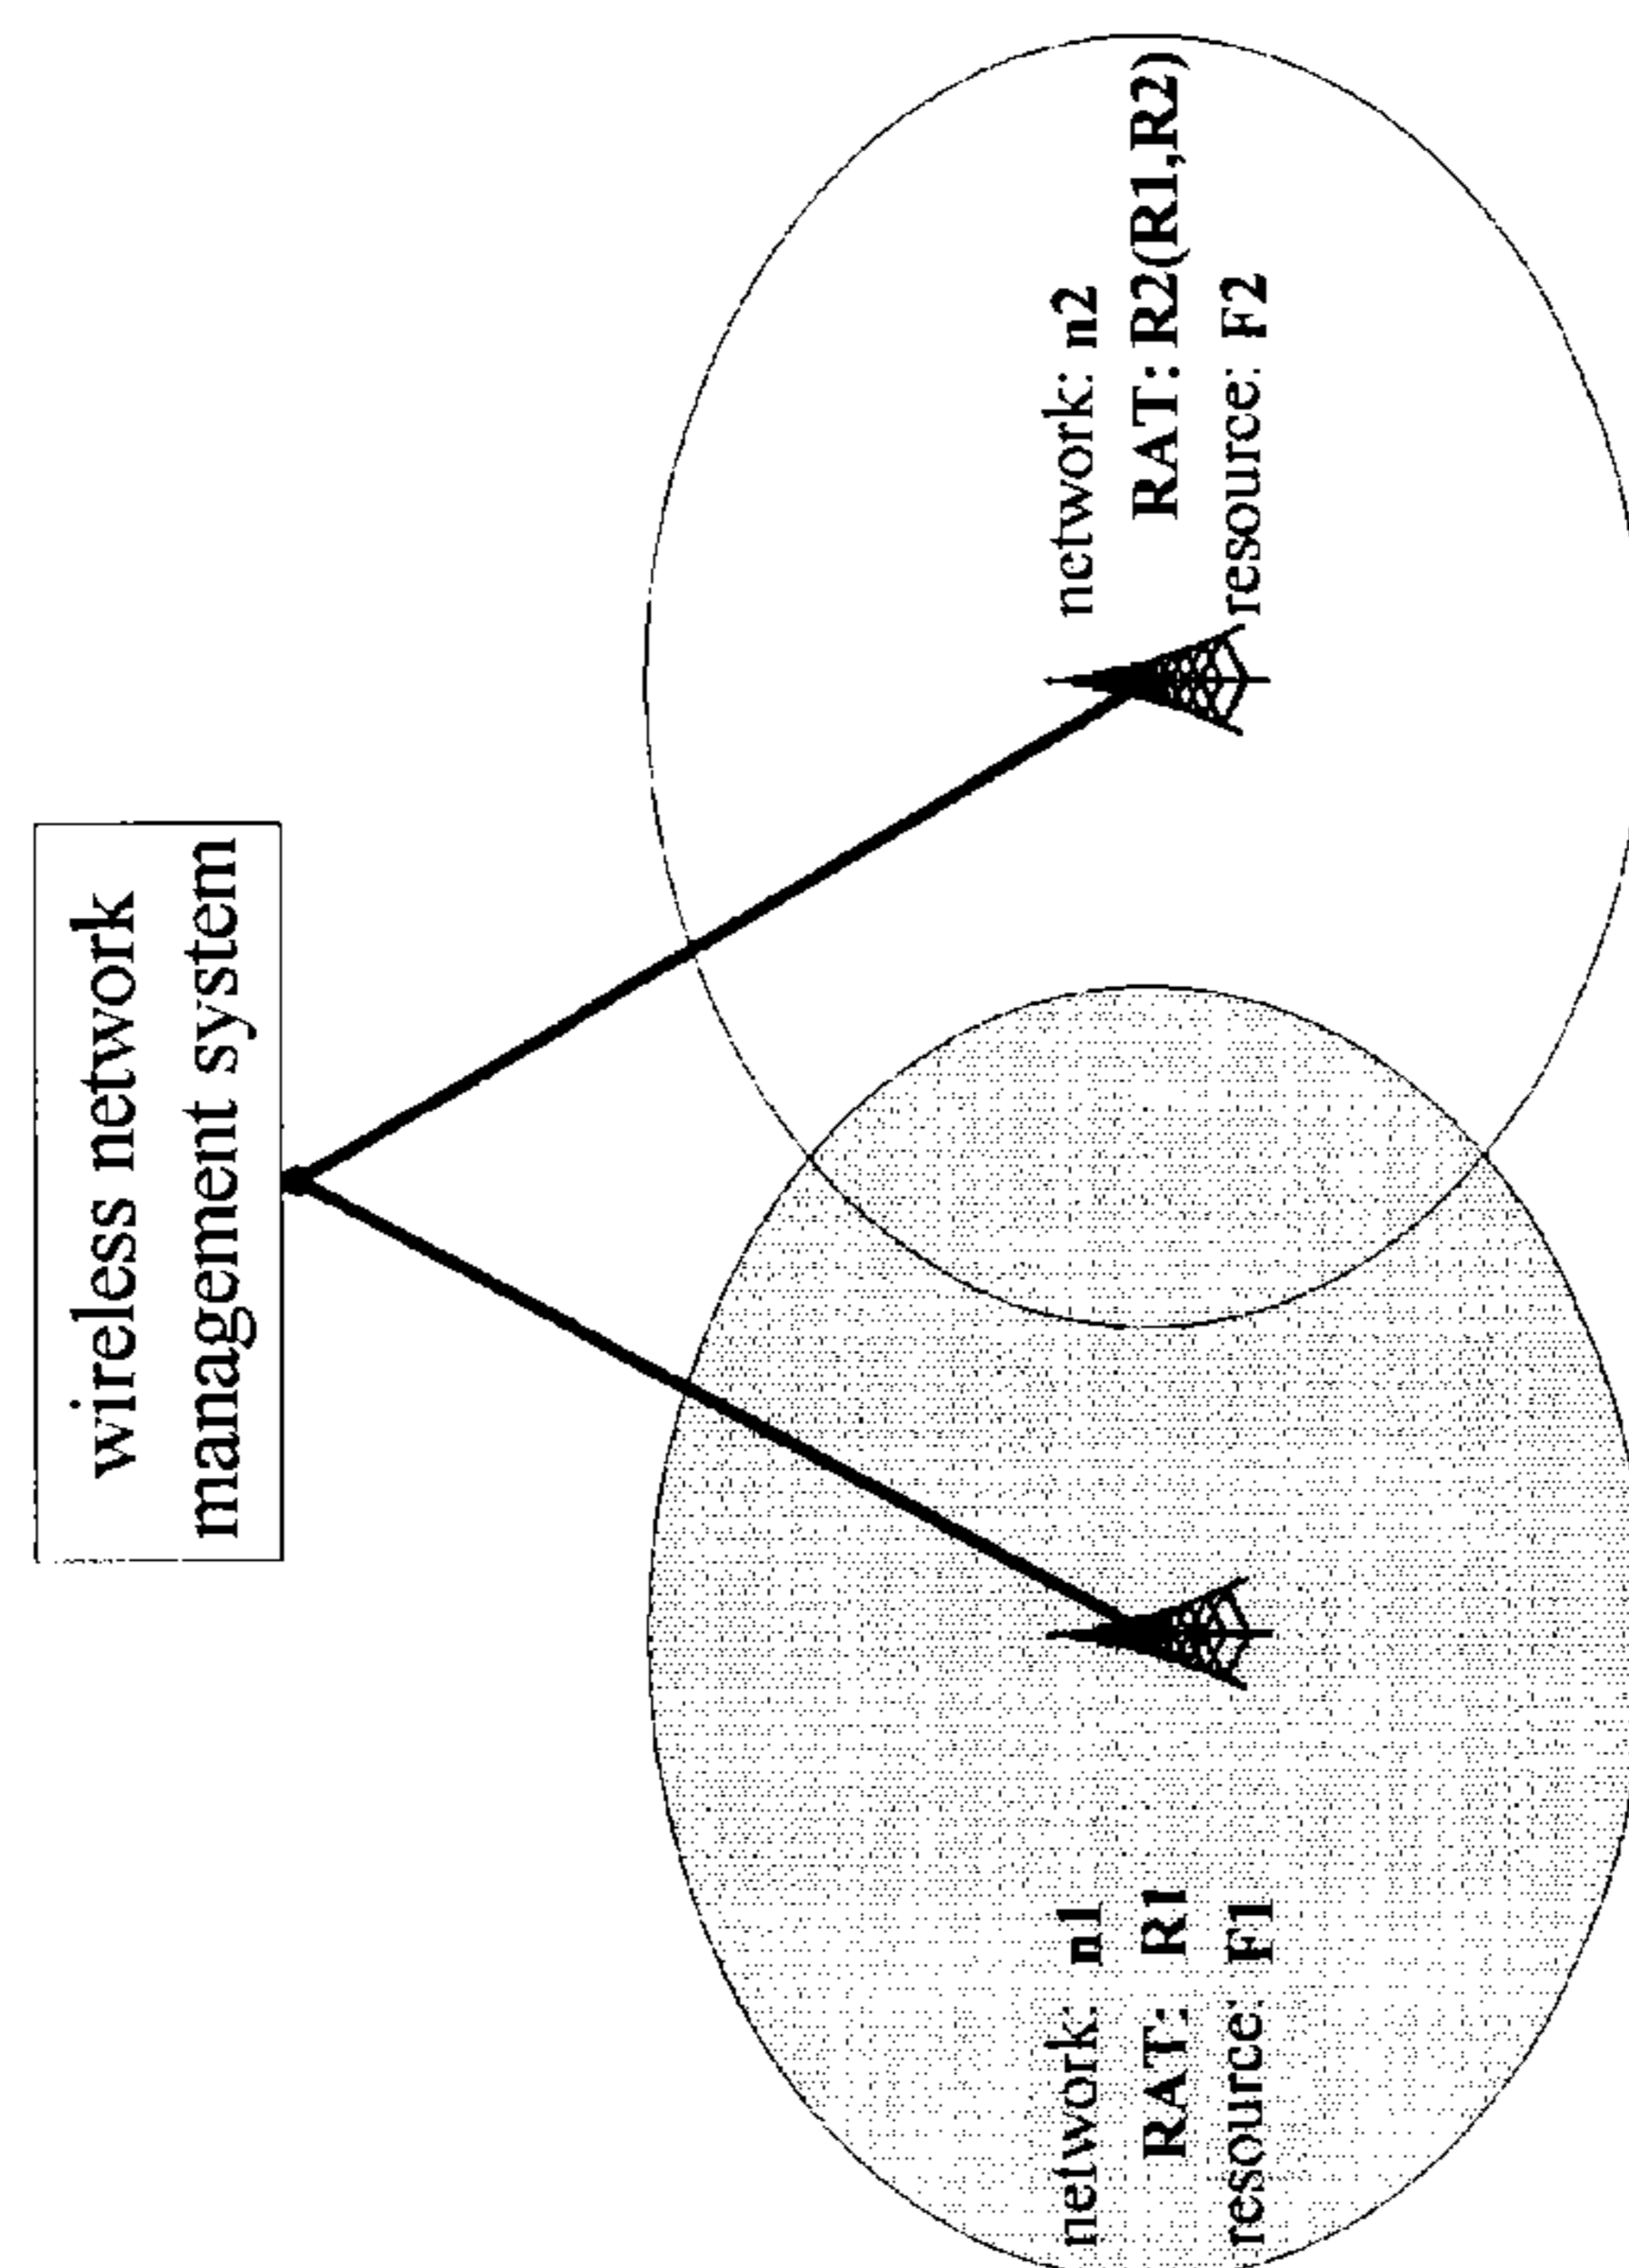 wireless network
management system
network: n1
RAT: R1
resource: F1
network: n2
RAT: R2(R1,R2)
resource: F2